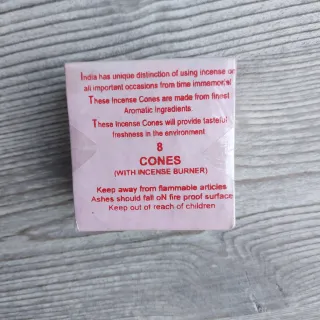 India has unique distinction of using incense on
all important occasions from time immemorial
These Incense Cones are made from finest
Aromatic Ingredients
These Incense Cones will provide tasteful
freshness in the environment
8
CONES
(WITH INCENSE BURNER)
Keep away from flammable articles
Ashes should fall oN fire proof surface
Keep out of reach of children